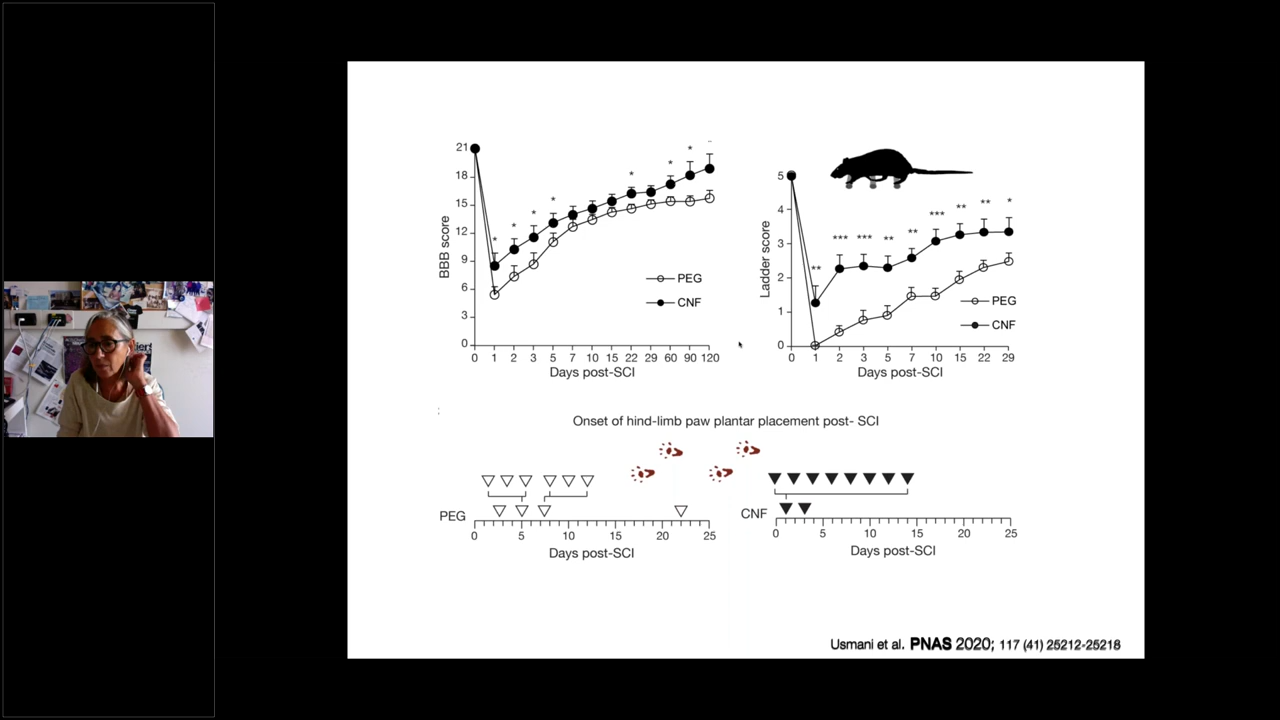 21
18
15
12
9
6
3
0
BBB score
* * * * * * * *
PEG
CNF
0 1 2 3 5 7 10 15 22 29 60 90 120
Days post-SCI
5
4
3
2
1
0
Ladder score
** *** *** ** ** *** ** ** *
PEG
CNF
0 1 2 3 5 7 10 15 22 29
Days post-SCI
Onset of hind-limb paw plantar placement post- SCI
PEG
0 5 10 15 20 25
Days post-SCI
CNF
0 5 10 15 20 25
Days post-SCI
Usmani et al. PNAS 2020; 117 (41) 25212-25218